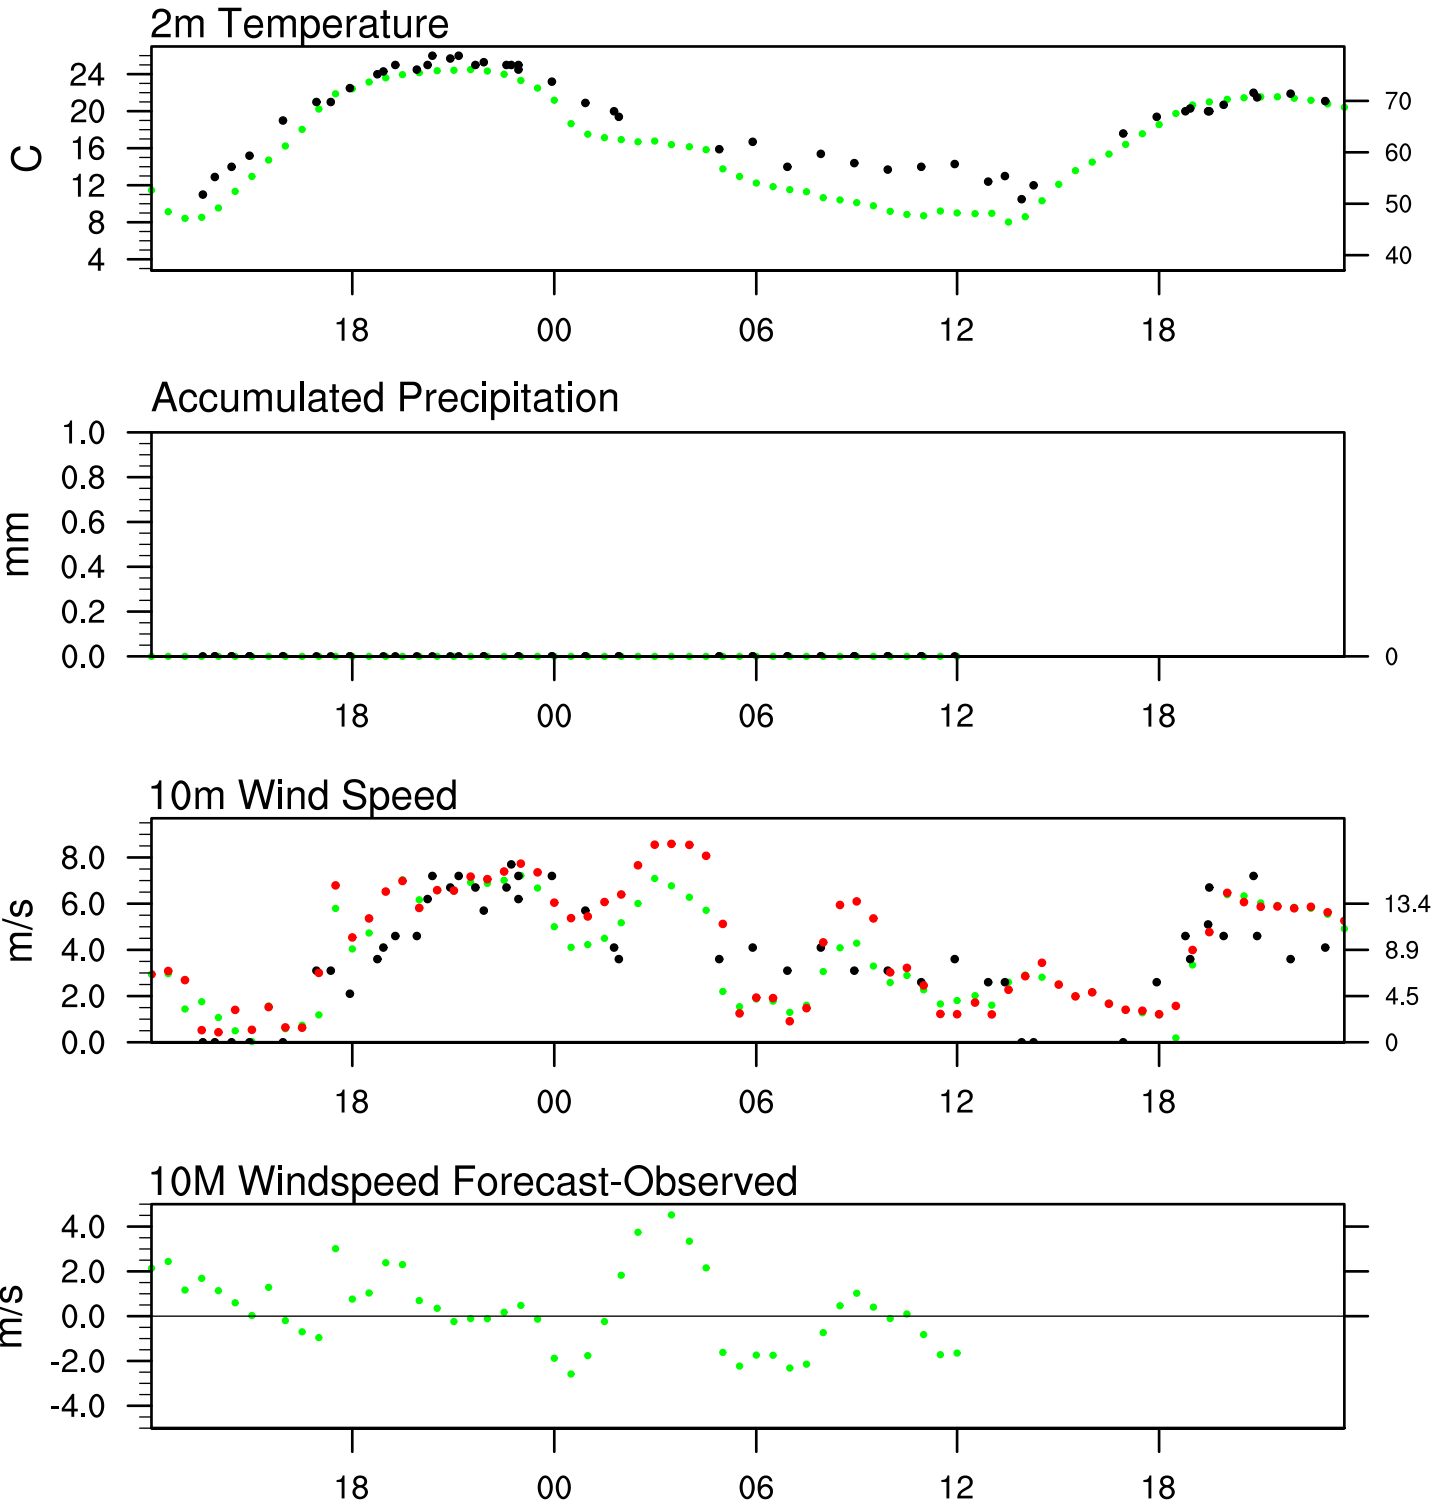 2m Temperature
C
24
20
16
12
8
4
70
60
50
40
18 00 06 12 18
Accumulated Precipitation
mm
1.0
0.8
0.6
0.4
0.2
0.0
0
18 00 06 12 18
10m Wind Speed
m/s
8.0
6.0
4.0
2.0
0.0
13.4
8.9
4.5
0
18 00 06 12 18
10M Windspeed Forecast-Observed
m/s
4.0
2.0
0.0
-2.0
-4.0
18 00 06 12 18